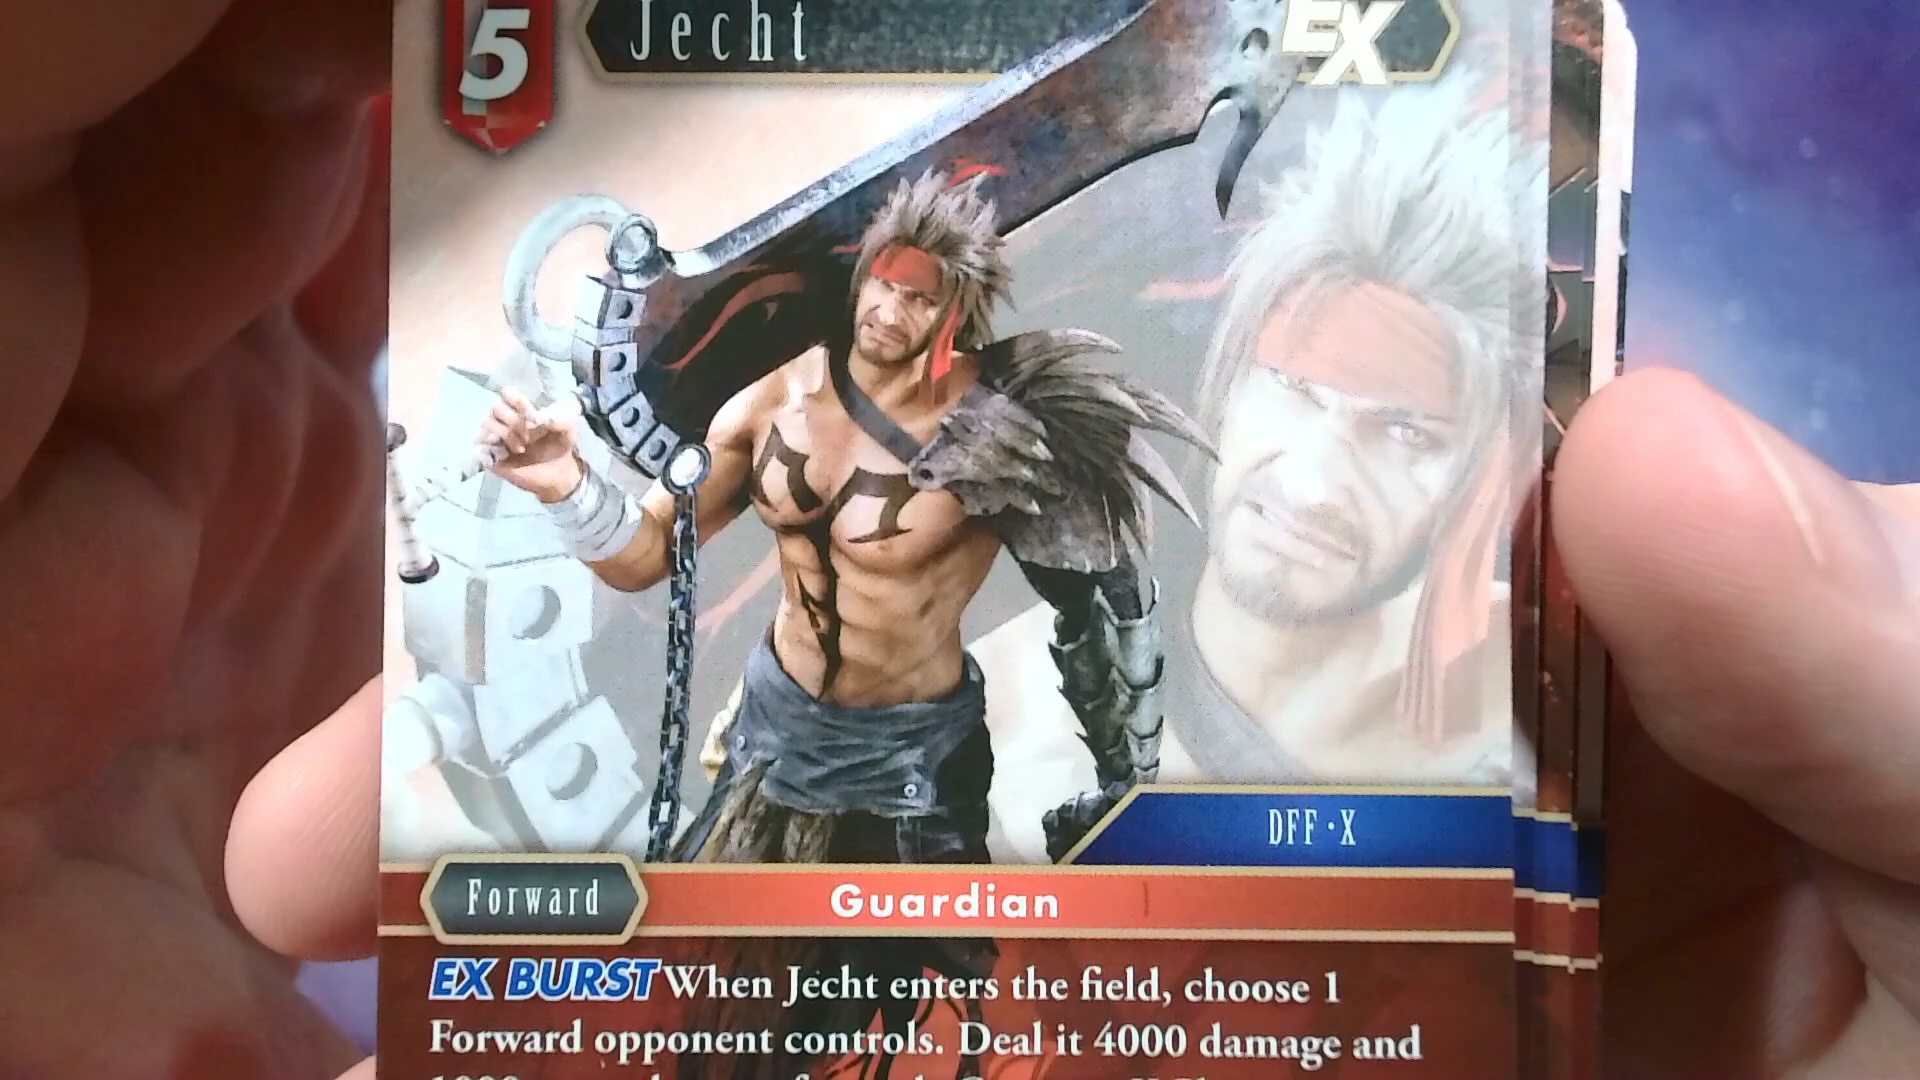 5
Jecht
EX
DFF·X
Forward
Guardian
EX BURST When Jecht enters the field, choose 1
Forward opponent controls. Deal it 4000 damage and